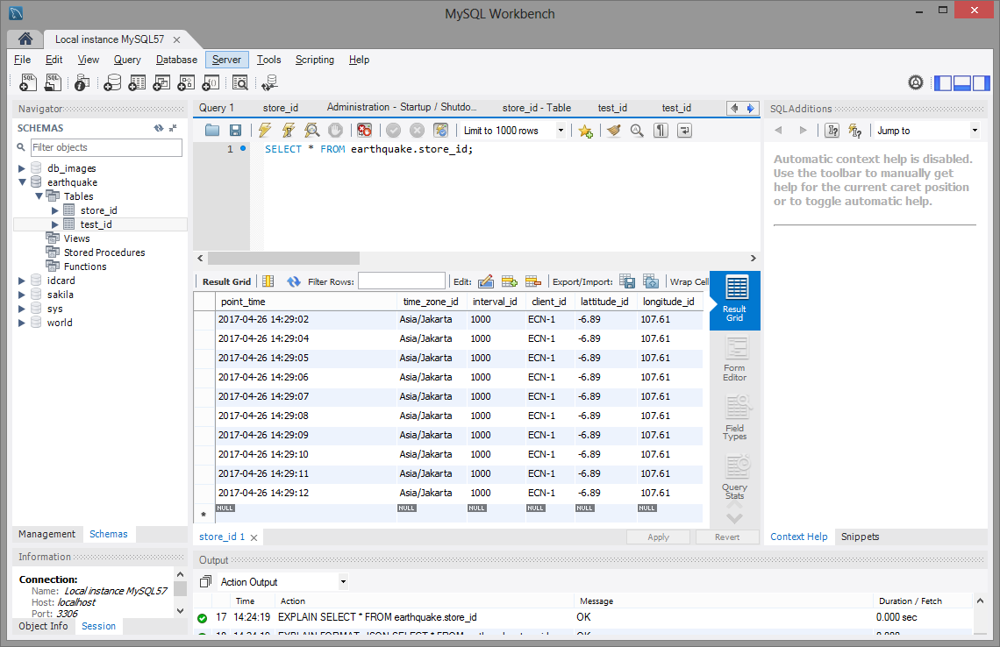 MySQL Workbench
Local instance MySQL57
File Edit View Query Database Server Tools Scripting Help
Navigator
SCHEMAS
Filter objects
db_images
earthquake
Tables
store_id
test_id
Views
Stored Procedures
Functions
idcard
sakila
sys
world
Management Schemas
Information
Connection:
Name: Local instance MySQL57
Host: localhost
Port: 3306
Object Info Session
Query 1 store_id Administration - Startup / Shutdo... store_id - Table test_id test_id
Limit to 1000 rows
1 SELECT * FROM earthquake.store_id;
Result Grid Filter Rows: Edit: Export/Import: Wrap Cell
point_time time_zone_id interval_id client_id lattitude_id longitude_id
2017-04-26 14:29:02 Asia/Jakarta 1000 ECN-1 -6.89 107.61
2017-04-26 14:29:04 Asia/Jakarta 1000 ECN-1 -6.89 107.61
2017-04-26 14:29:05 Asia/Jakarta 1000 ECN-1 -6.89 107.61
2017-04-26 14:29:06 Asia/Jakarta 1000 ECN-1 -6.89 107.61
2017-04-26 14:29:07 Asia/Jakarta 1000 ECN-1 -6.89 107.61
2017-04-26 14:29:08 Asia/Jakarta 1000 ECN-1 -6.89 107.61
2017-04-26 14:29:09 Asia/Jakarta 1000 ECN-1 -6.89 107.61
2017-04-26 14:29:10 Asia/Jakarta 1000 ECN-1 -6.89 107.61
2017-04-26 14:29:11 Asia/Jakarta 1000 ECN-1 -6.89 107.61
2017-04-26 14:29:12 Asia/Jakarta 1000 ECN-1 -6.89 107.61
* NULL NULL NULL NULL NULL NULL
Result
Grid
Form
Editor
Field
Types
Query
Stats
store_id 1 Apply Revert
SQLAdditions
Jump to
Automatic context help is disabled.
Use the toolbar to manually get
help for the current caret position
or to toggle automatic help.
Context Help Snippets
Output
Action Output
Time Action Message Duration / Fetch
17 14:24:19 EXPLAIN SELECT * FROM earthquake.store_id OK 0.000 sec